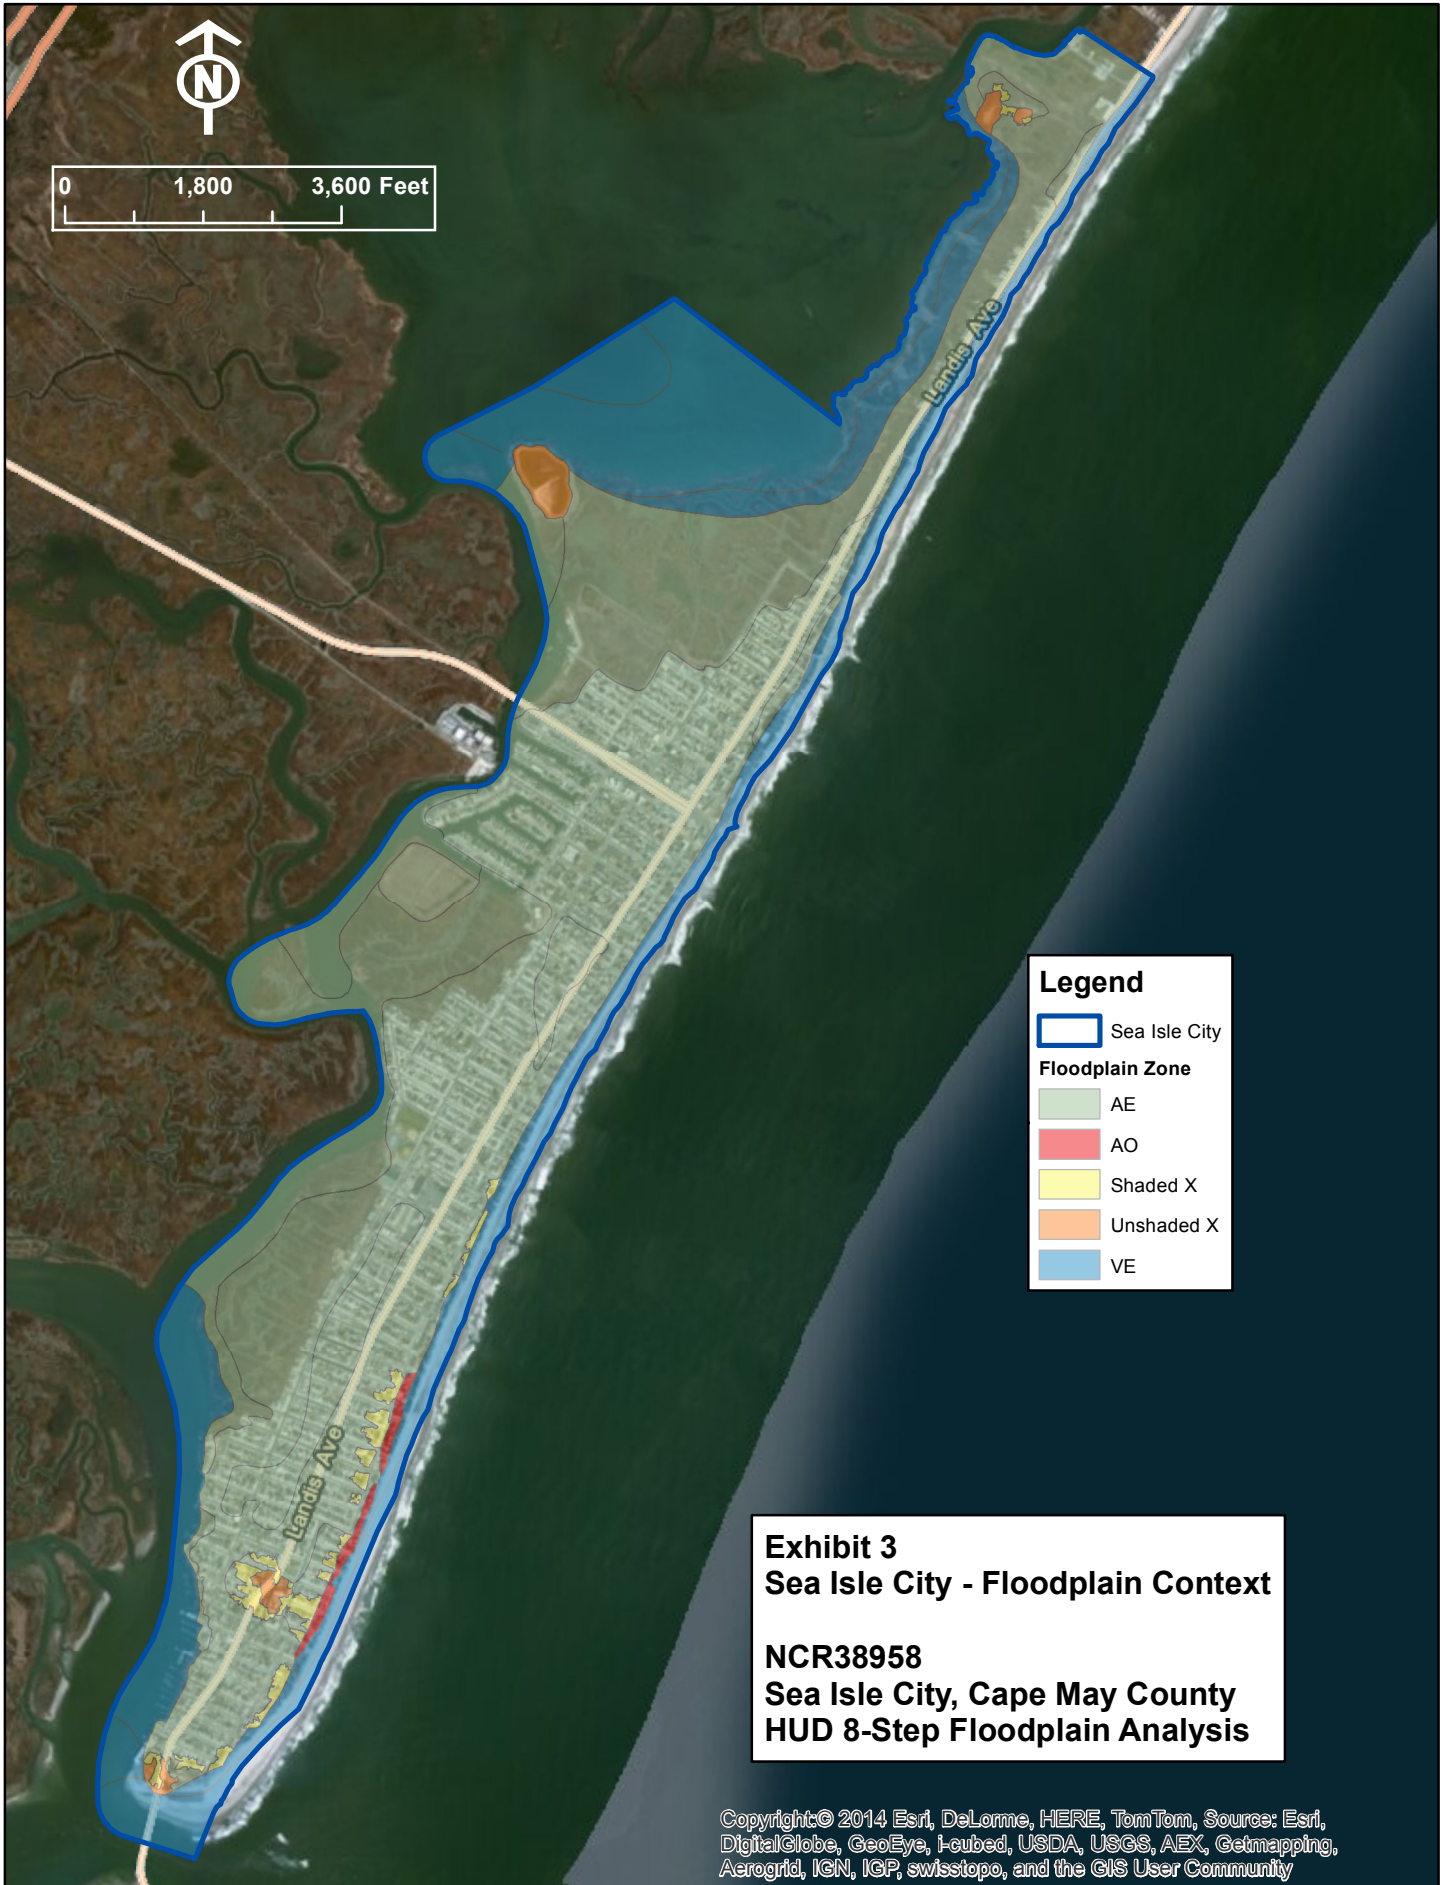 N
0 1,800 3,600 Feet
Landis Ave
Legend
Sea Isle City
Floodplain Zone
AE
AO
Shaded X
Unshaded X
VE
Landis Ave
Exhibit 3
Sea Isle City - Floodplain Context
NCR38958
Sea Isle City, Cape May County
HUD 8-Step Floodplain Analysis
Copyright:© 2014 Esri, DeLorme, HERE, TomTom, Source: Esri,
DigitalGlobe, GeoEye, i-cubed, USDA, USGS, AEX, Getmapping,
Aerogrid, IGN, IGP, swisstopo, and the GIS User Community